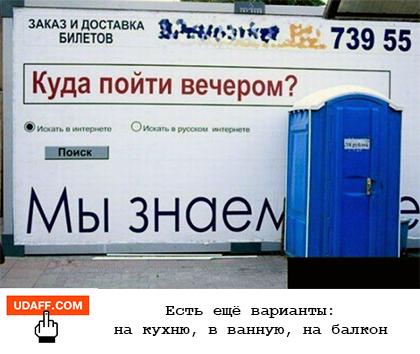 ЗАКАЗ И ДОСТАВКА
БИЛЕТОВ
739 55
Куда пойти вечером?
Искать в интернете
Искать в русском интернете
Поиск
Мы знаем
UDAFF.COM
Есть ещё варианты:
на кухню, в ванную, на балкон